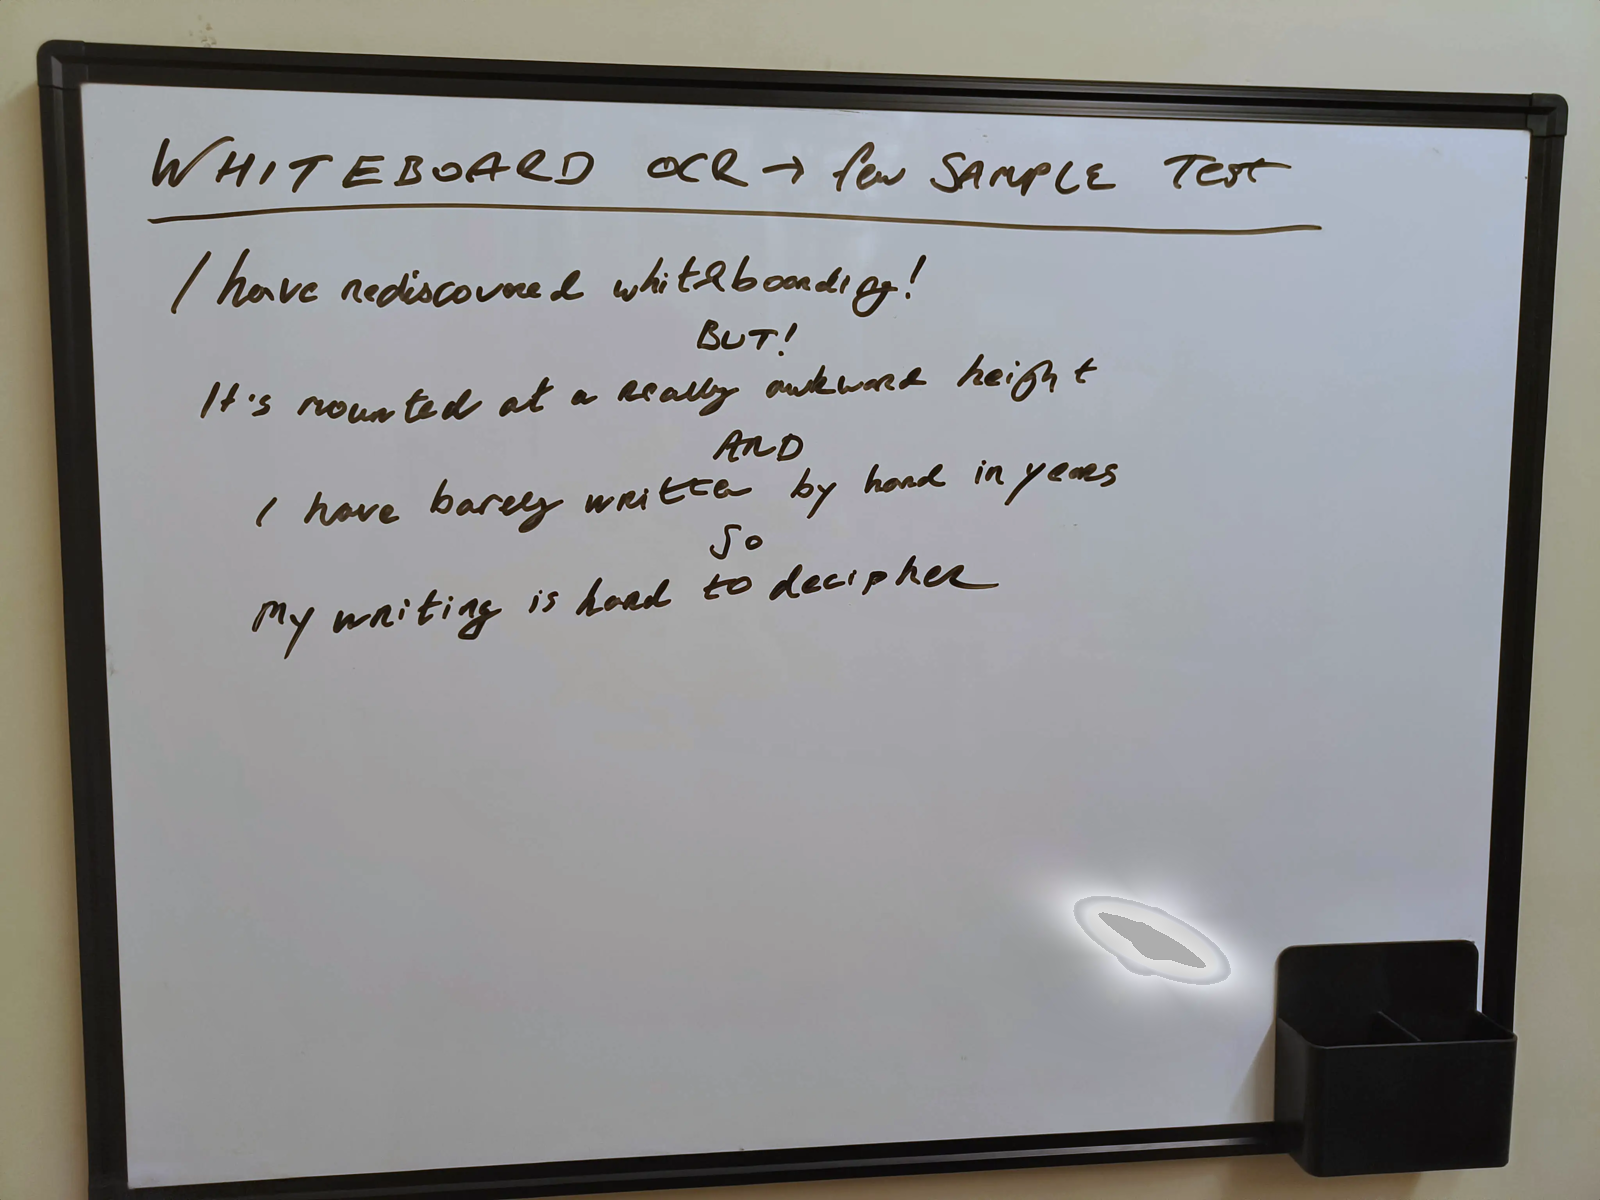 WHITEBOARD OCR → few SAMPLE TEST
I have rediscovered whiteboarding!
BUT!
It's mounted at a really awkward height
AND
I have barely written by hand in years
So
My writing is hard to decipher